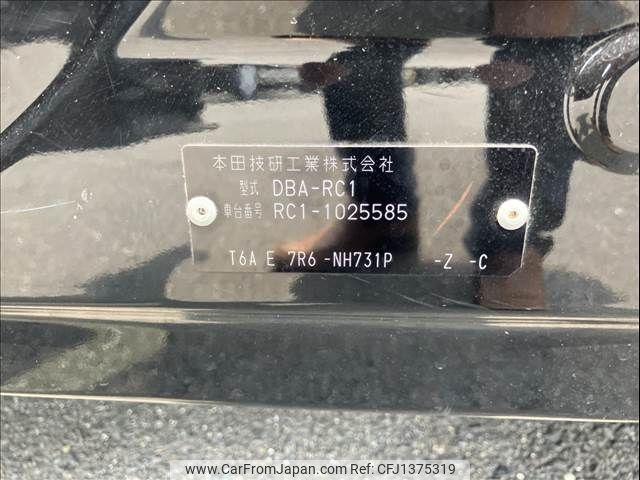 本田技研工業株式会社
型式 DBA-RC1
車台番号 RC1-1025585
T6A E 7R6 -NH731P -Z -C
www.CarFromJapan.com CFJ1375319